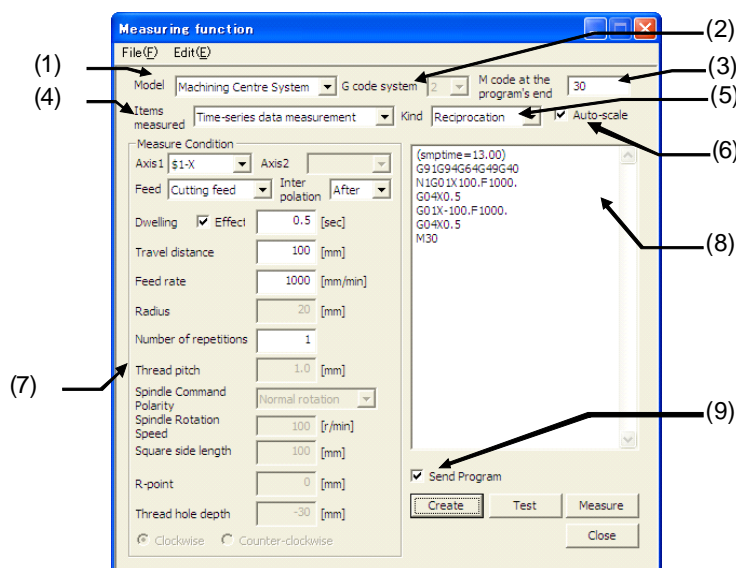 Measuring function
File(F) Edit(E)
(1)
(2)
(3)
(4)
(5)
(6)
(7)
(8)
(9)
Model Machining Centre System G code system 2 M code at the program's end 30
Items measured Time-series data measurement Kind Reciprocation Auto-scale
Measure Condition
Axis1 $1-X Axis2
Feed Cutting feed Inter polation After
Dwelling Effect 0.5 [sec]
Travel distance 100 [mm]
Feed rate 1000 [mm/min]
Radius 20 [mm]
Number of repetitions 1
Thread pitch 1.0 [mm]
Spindle Command Polarity Normal rotation
Spindle Rotation Speed 100 [r/min]
Square side length 100 [mm]
R-point 0 [mm]
Thread hole depth -30 [mm]
Clockwise Counter-clockwise
(smptime=13.00)
G91G94G64G49G40
N1G01X100.F1000.
G04X0.5
G01X-100.F1000.
G04X0.5
M30
Send Program
Create Test Measure
Close